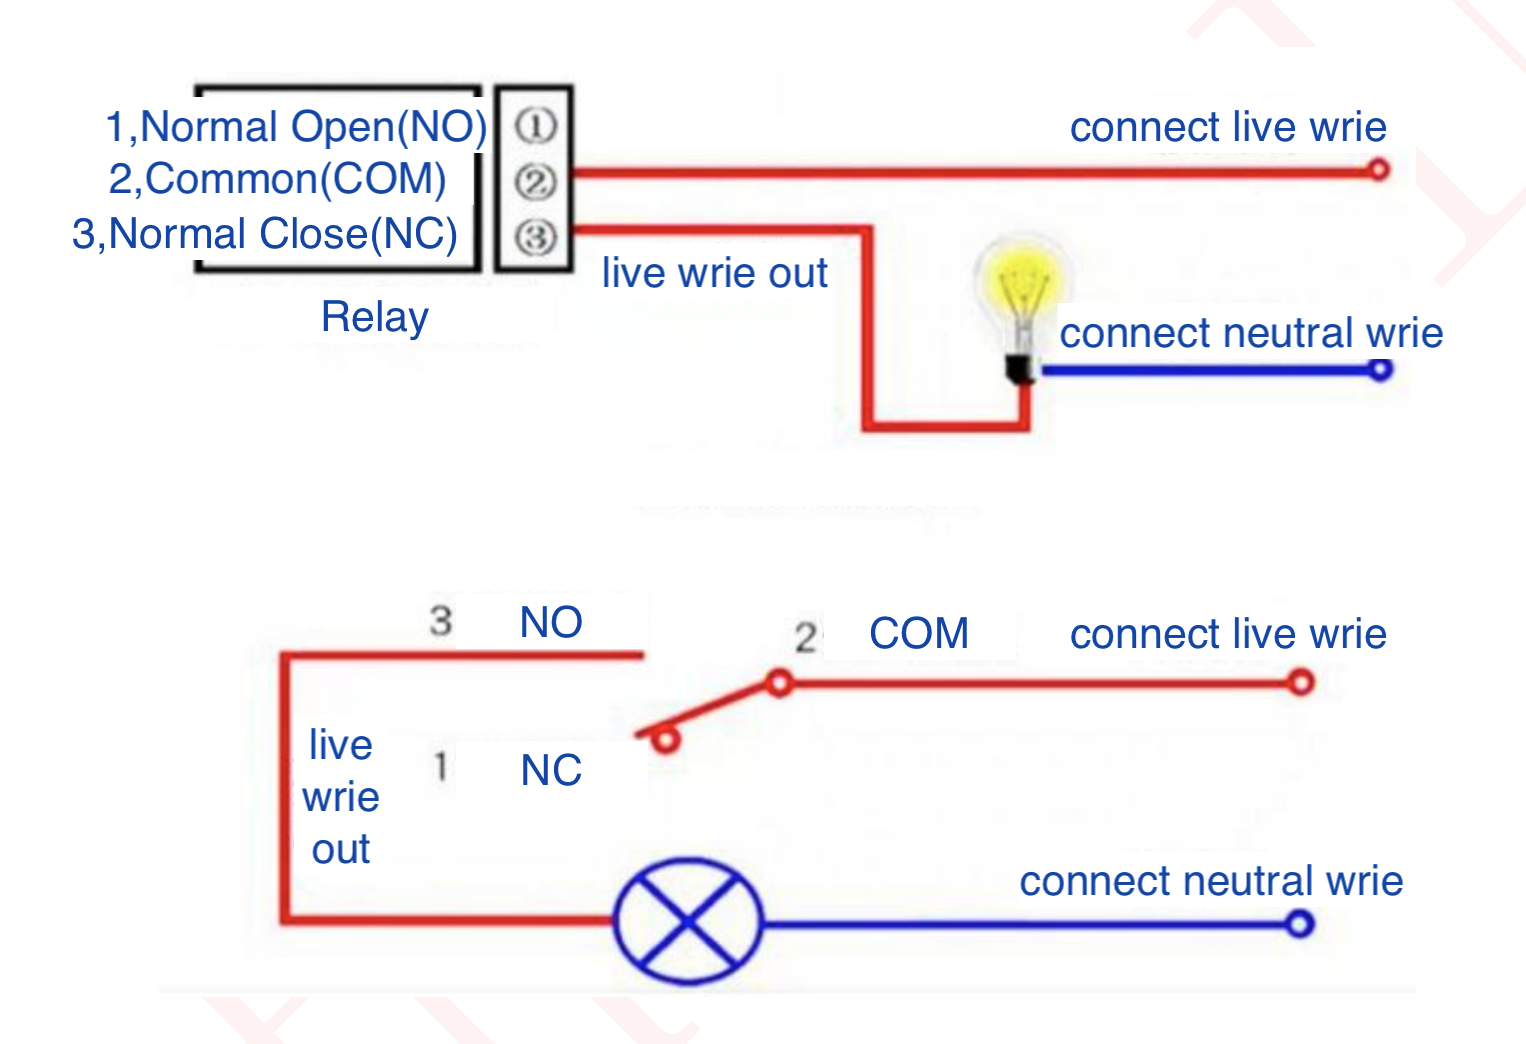 1,Normal Open(NO) ①
connect live wrie
2,Common(COM) ②
3,Normal Close(NC) ③
live wrie out
Relay
connect neutral wrie
3 NO
2 COM
connect live wrie
live
wrie
out
1 NC
connect neutral wrie